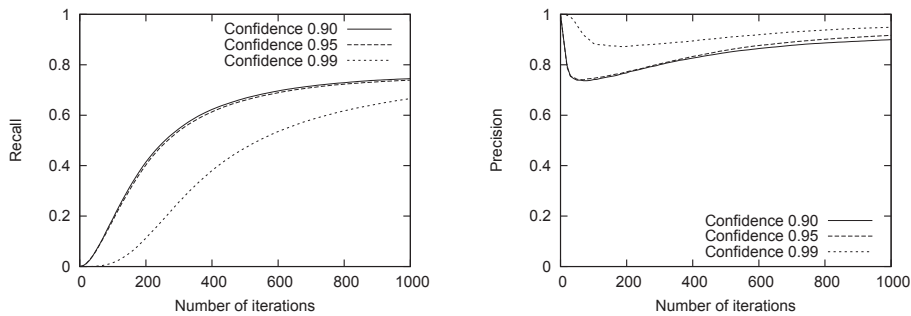 1
0.8
0.6
0.4
0.2
0
Recall
Confidence 0.90
Confidence 0.95
Confidence 0.99
0 200 400 600 800 1000
Number of iterations
1
0.8
0.6
0.4
0.2
0
Precision
Confidence 0.90
Confidence 0.95
Confidence 0.99
0 200 400 600 800 1000
Number of iterations